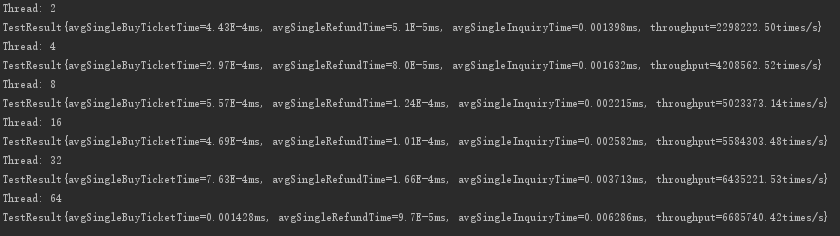 Thread: 2
TestResult{avgSingleBuyTicketTime=4.43E-4ms, avgSingleRefundTime=5.1E-5ms, avgSingleInquiryTime=0.001398ms, throughput=2298222.50times/s}
Thread: 4
TestResult{avgSingleBuyTicketTime=2.97E-4ms, avgSingleRefundTime=8.0E-5ms, avgSingleInquiryTime=0.001632ms, throughput=4208562.52times/s}
Thread: 8
TestResult{avgSingleBuyTicketTime=5.57E-4ms, avgSingleRefundTime=1.24E-4ms, avgSingleInquiryTime=0.002215ms, throughput=5023373.14times/s}
Thread: 16
TestResult{avgSingleBuyTicketTime=4.69E-4ms, avgSingleRefundTime=1.01E-4ms, avgSingleInquiryTime=0.002582ms, throughput=5584303.48times/s}
Thread: 32
TestResult{avgSingleBuyTicketTime=7.63E-4ms, avgSingleRefundTime=1.66E-4ms, avgSingleInquiryTime=0.003713ms, throughput=6435221.53times/s}
Thread: 64
TestResult{avgSingleBuyTicketTime=0.001428ms, avgSingleRefundTime=9.7E-5ms, avgSingleInquiryTime=0.006286ms, throughput=6685740.42times/s}